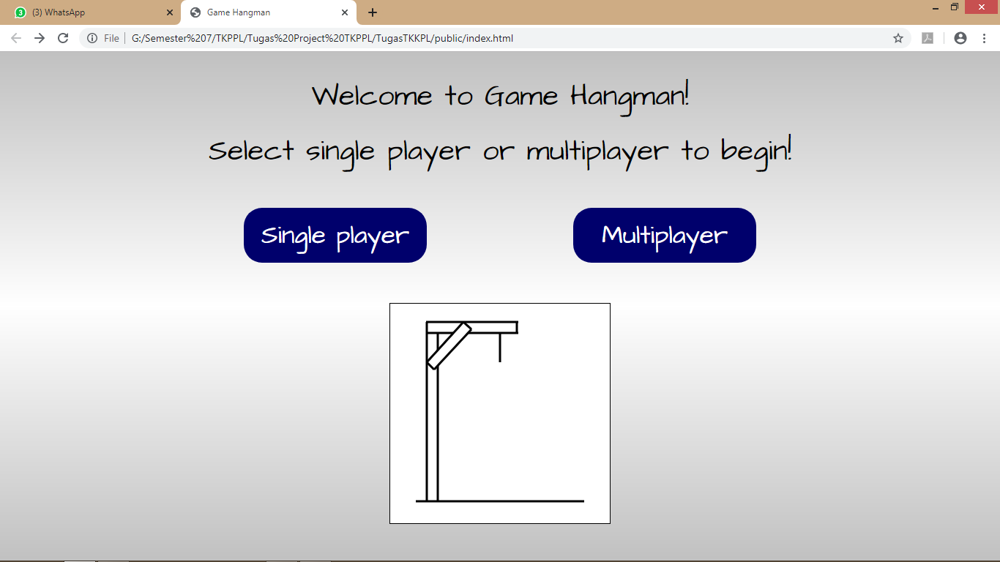 3 (3) WhatsApp
Game Hangman
File G:/Semester%207/TKPPL/Tugas%20Project%20TKPPL/TugasTKKPL/public/index.html
Welcome to Game Hangman!
Select single player or multiplayer to begin!
Single player
Multiplayer